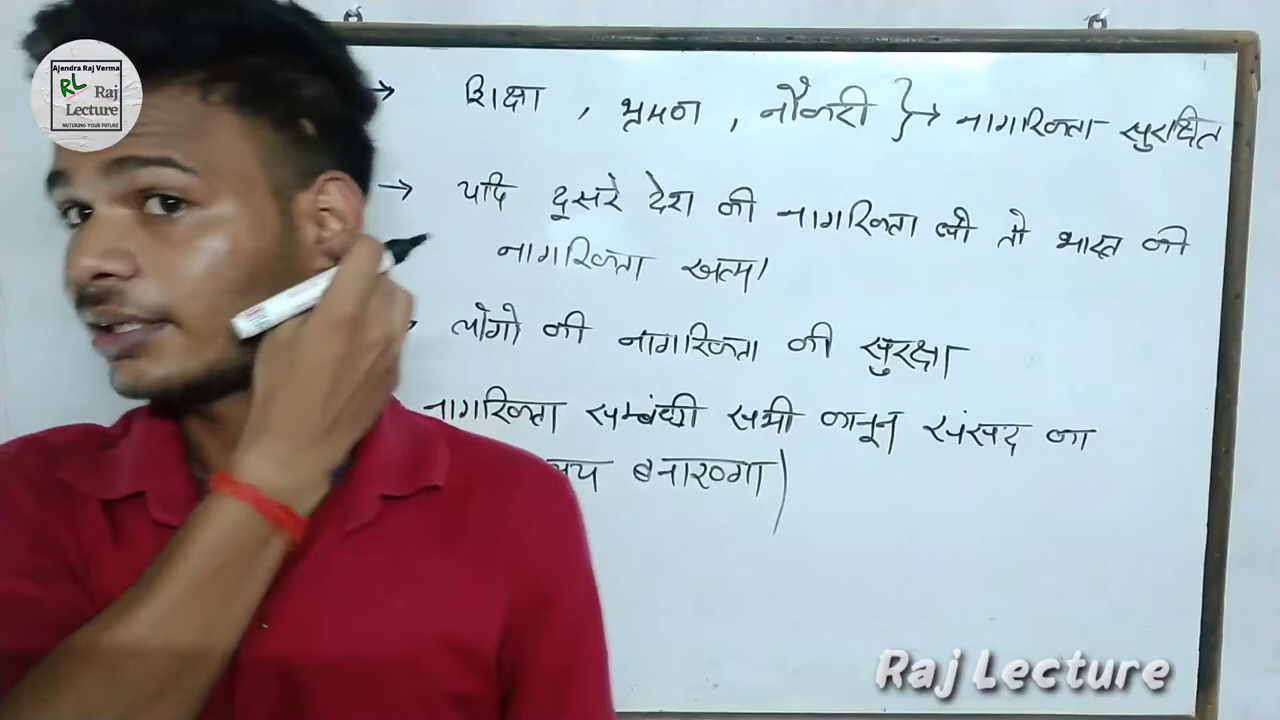 Ajendra Raj Verma
RL Raj
Lecture
NUTURING YOUR FUTURE
→ शिक्षा , भ्रमण , नौकरी } → नागरिकता सुरक्षित
→ यदि दूसरे देश की नागरिकता ली तो भारत की
नागरिकता खत्म।
लोगो की नागरिकता की सुरक्षा
नागरिकता सम्बंधी सभी कानून संसद का
बनाएगा)
Raj Lecture